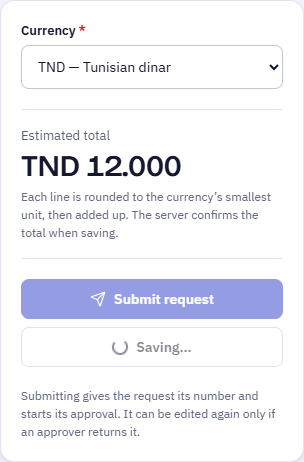 Currency *
TND — Tunisian dinar
Estimated total
TND 12.000
Each line is rounded to the currency’s smallest
unit, then added up. The server confirms the
total when saving.
Submit request
Saving...
Submitting gives the request its number and
starts its approval. It can be edited again only if
an approver returns it.